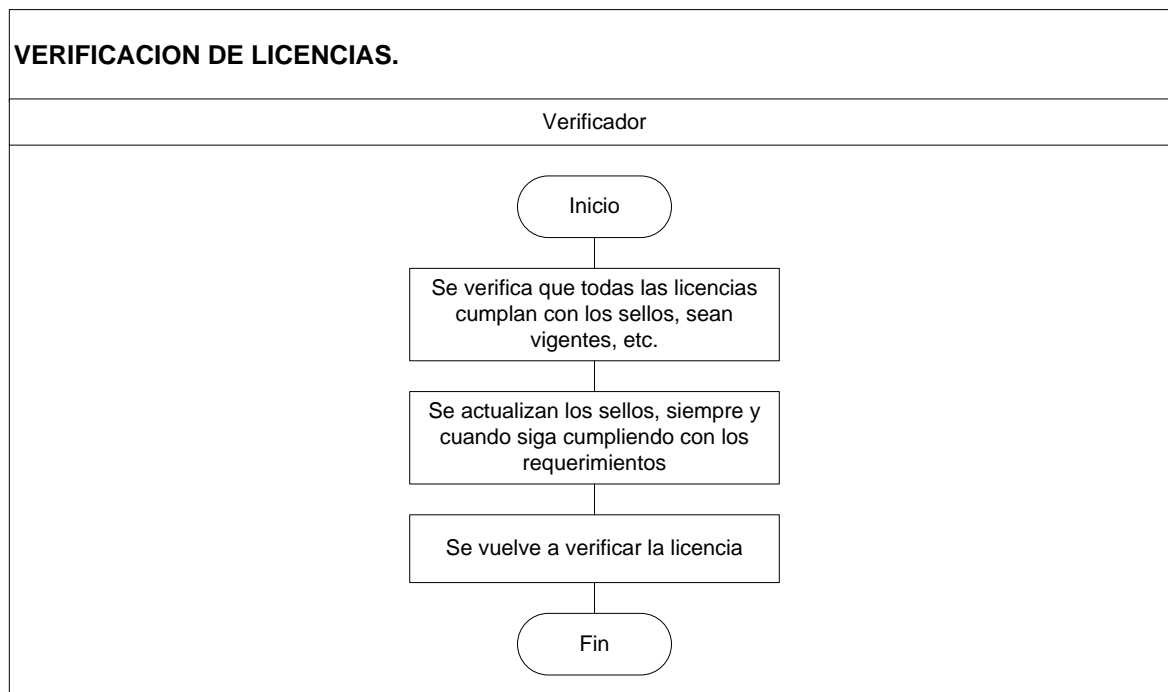 VERIFICACION DE LICENCIAS.
Verificador
Inicio
Se verifica que todas las licencias
cumplan con los sellos, sean
vigentes, etc.
Se actualizan los sellos, siempre y
cuando siga cumpliendo con los
requerimientos
Se vuelve a verificar la licencia
Fin